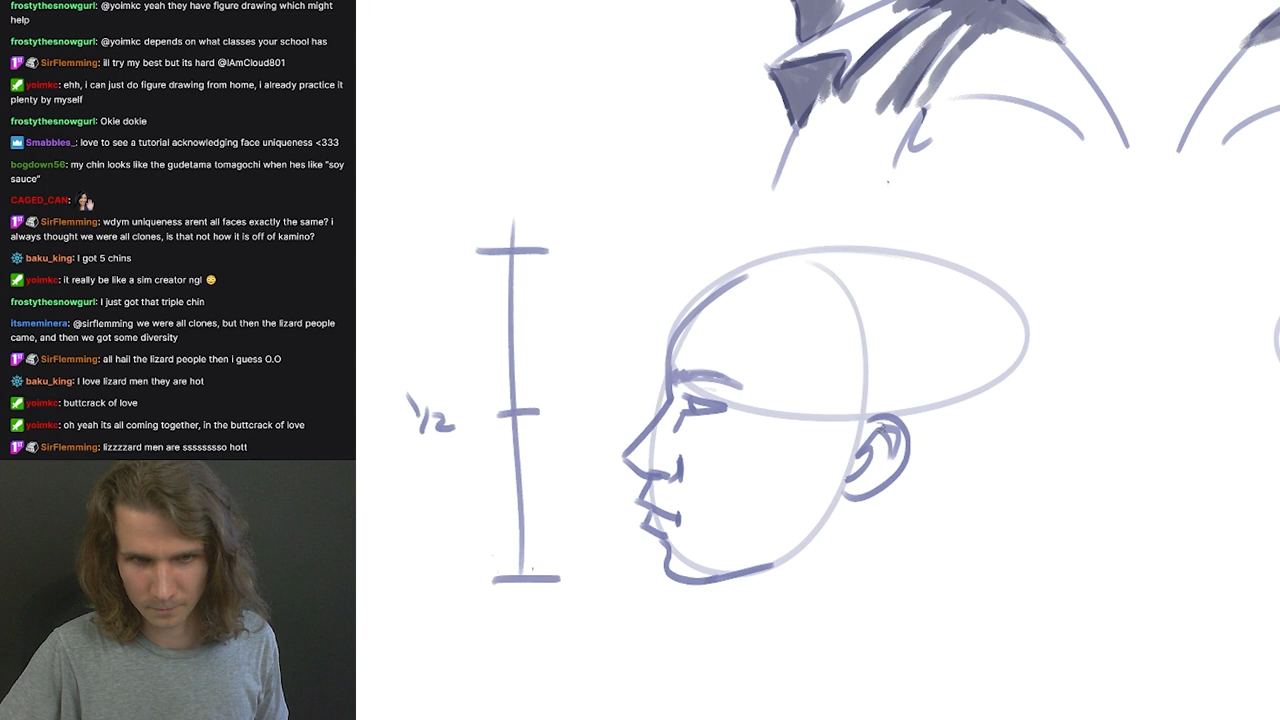 frostythesnowgurl: @yoimkc yeah they have figure drawing which might
help
frostythesnowgurl: @yoimkc depends on what classes your school has
SirFlemming: ill try my best but its hard @IAmCloud801
yoimkc: ehh, i can just do figure drawing from home, i already practice it
plenty by myself
frostythesnowgurl: Okie dokie
Smabbles_: love to see a tutorial acknowledging face uniqueness <333
bogdown56: my chin looks like the gudetama tomagochi when hes like "soy
sauce"
CAGED_CAN:
SirFlemming: wdym uniqueness arent all faces exactly the same? i
always thought we were all clones, is that not how it is off of kamino?
baku_king: I got 5 chins
yoimkc: it really be like a sim creator ngl 😳
frostythesnowgurl: I just got that triple chin
itsmeminera: @sirflemming we were all clones, but then the lizard people
came, and then we got some diversity
SirFlemming: all hail the lizard people then i guess O.O
baku_king: I love lizard men they are hot
yoimkc: buttcrack of love
yoimkc: oh yeah its all coming together, in the buttcrack of love
SirFlemming: lizzzzard men are ssssssso hott
1/2